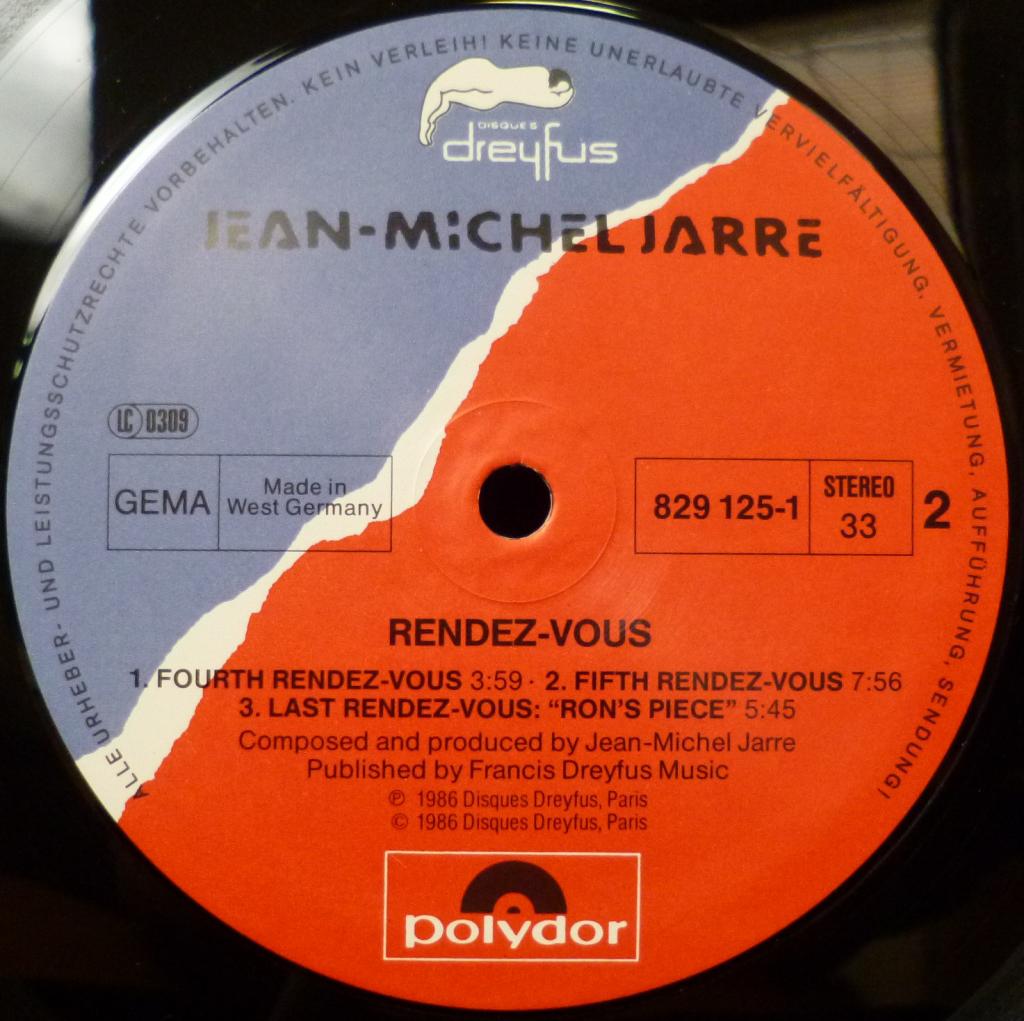 ALLE URHEBER- UND LEISTUNGSSCHUTZRECHTE VORBEHALTEN. KEIN VERLEIH! KEINE UNERLAUBTE VERVIELFÄLTIGUNG, VERMIETUNG, AUFFÜHRUNG, SENDUNG!
DISQUES
dreyfus
JEAN-MICHEL JARRE
LC 0309
GEMA
Made in
West Germany
829 125-1
STEREO
33
2
RENDEZ-VOUS
1. FOURTH RENDEZ-VOUS 3:59 · 2. FIFTH RENDEZ-VOUS 7:56
3. LAST RENDEZ-VOUS: “RON'S PIECE” 5:45
Composed and produced by Jean-Michel Jarre
Published by Francis Dreyfus Music
℗ 1986 Disques Dreyfus, Paris
© 1986 Disques Dreyfus, Paris
polydor